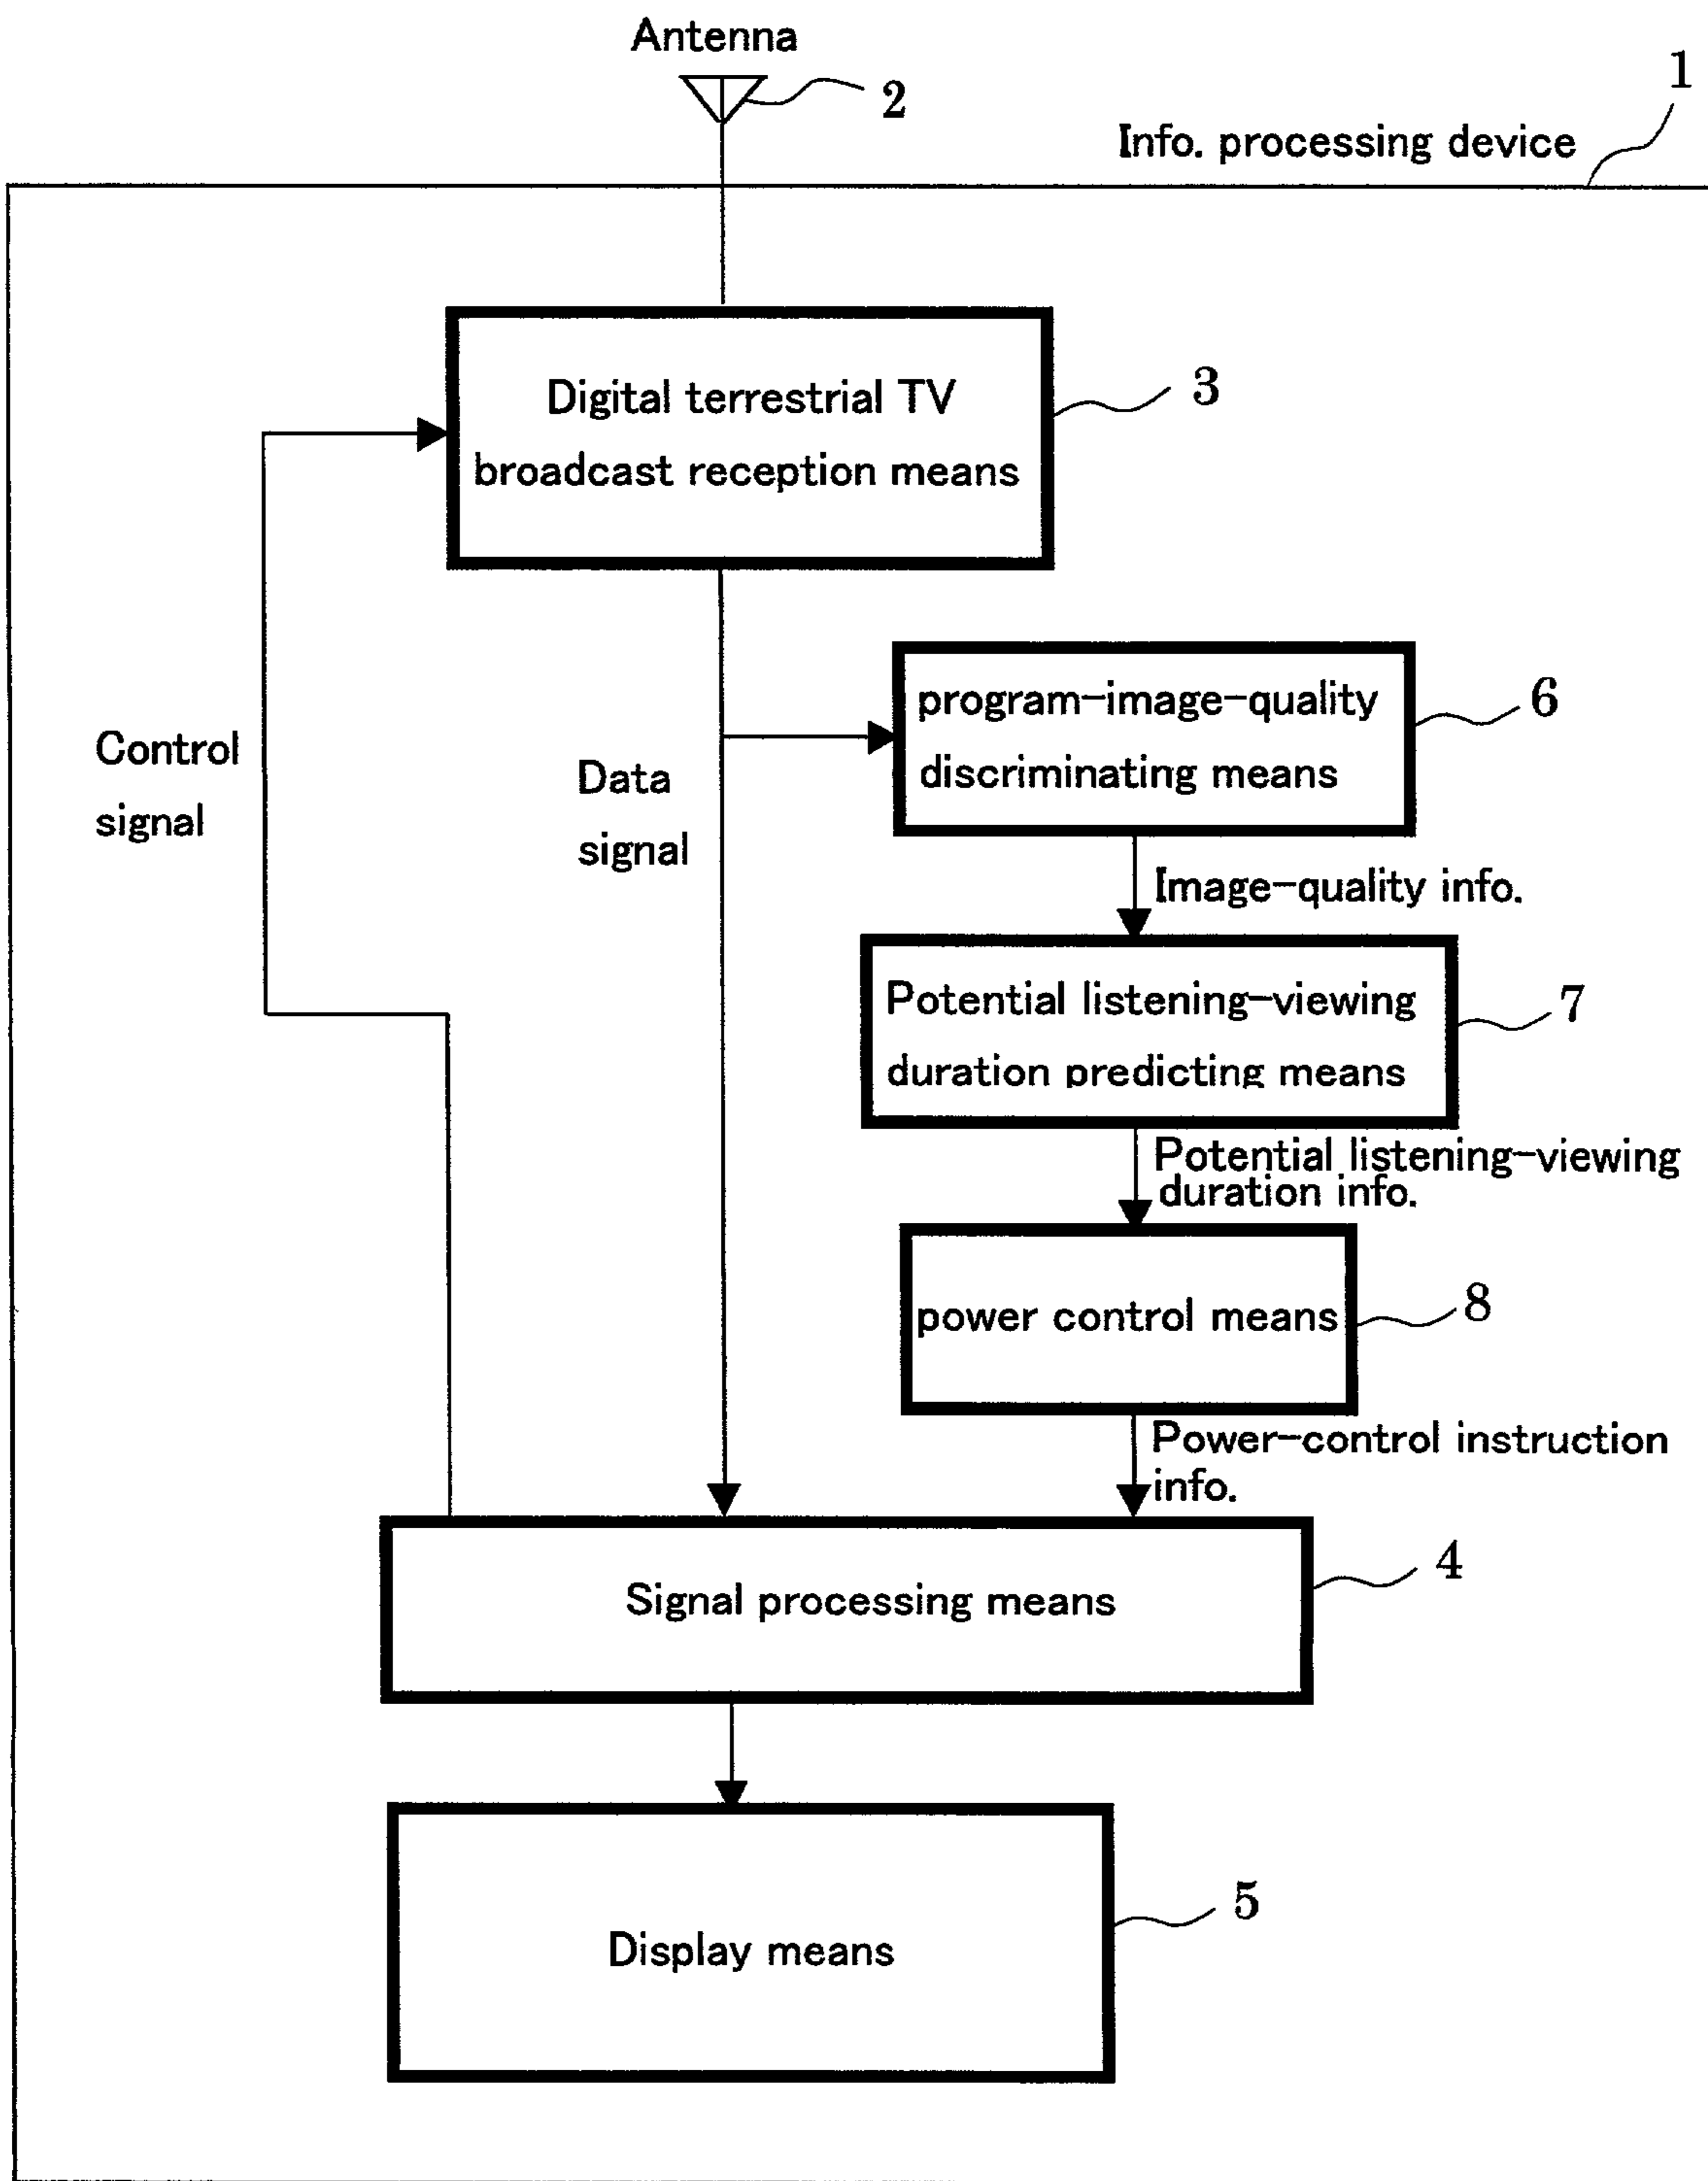 Antenna
2
1
Info. processing device
Digital terrestrial TV
broadcast reception means
3
program-image-quality
discriminating means
6
Control
signal
Data
signal
Image-quality info.
Potential listening-viewing
duration predicting means
7
Potential listening-viewing
duration info.
power control means
8
Power-control instruction
info.
Signal processing means
4
Display means
5